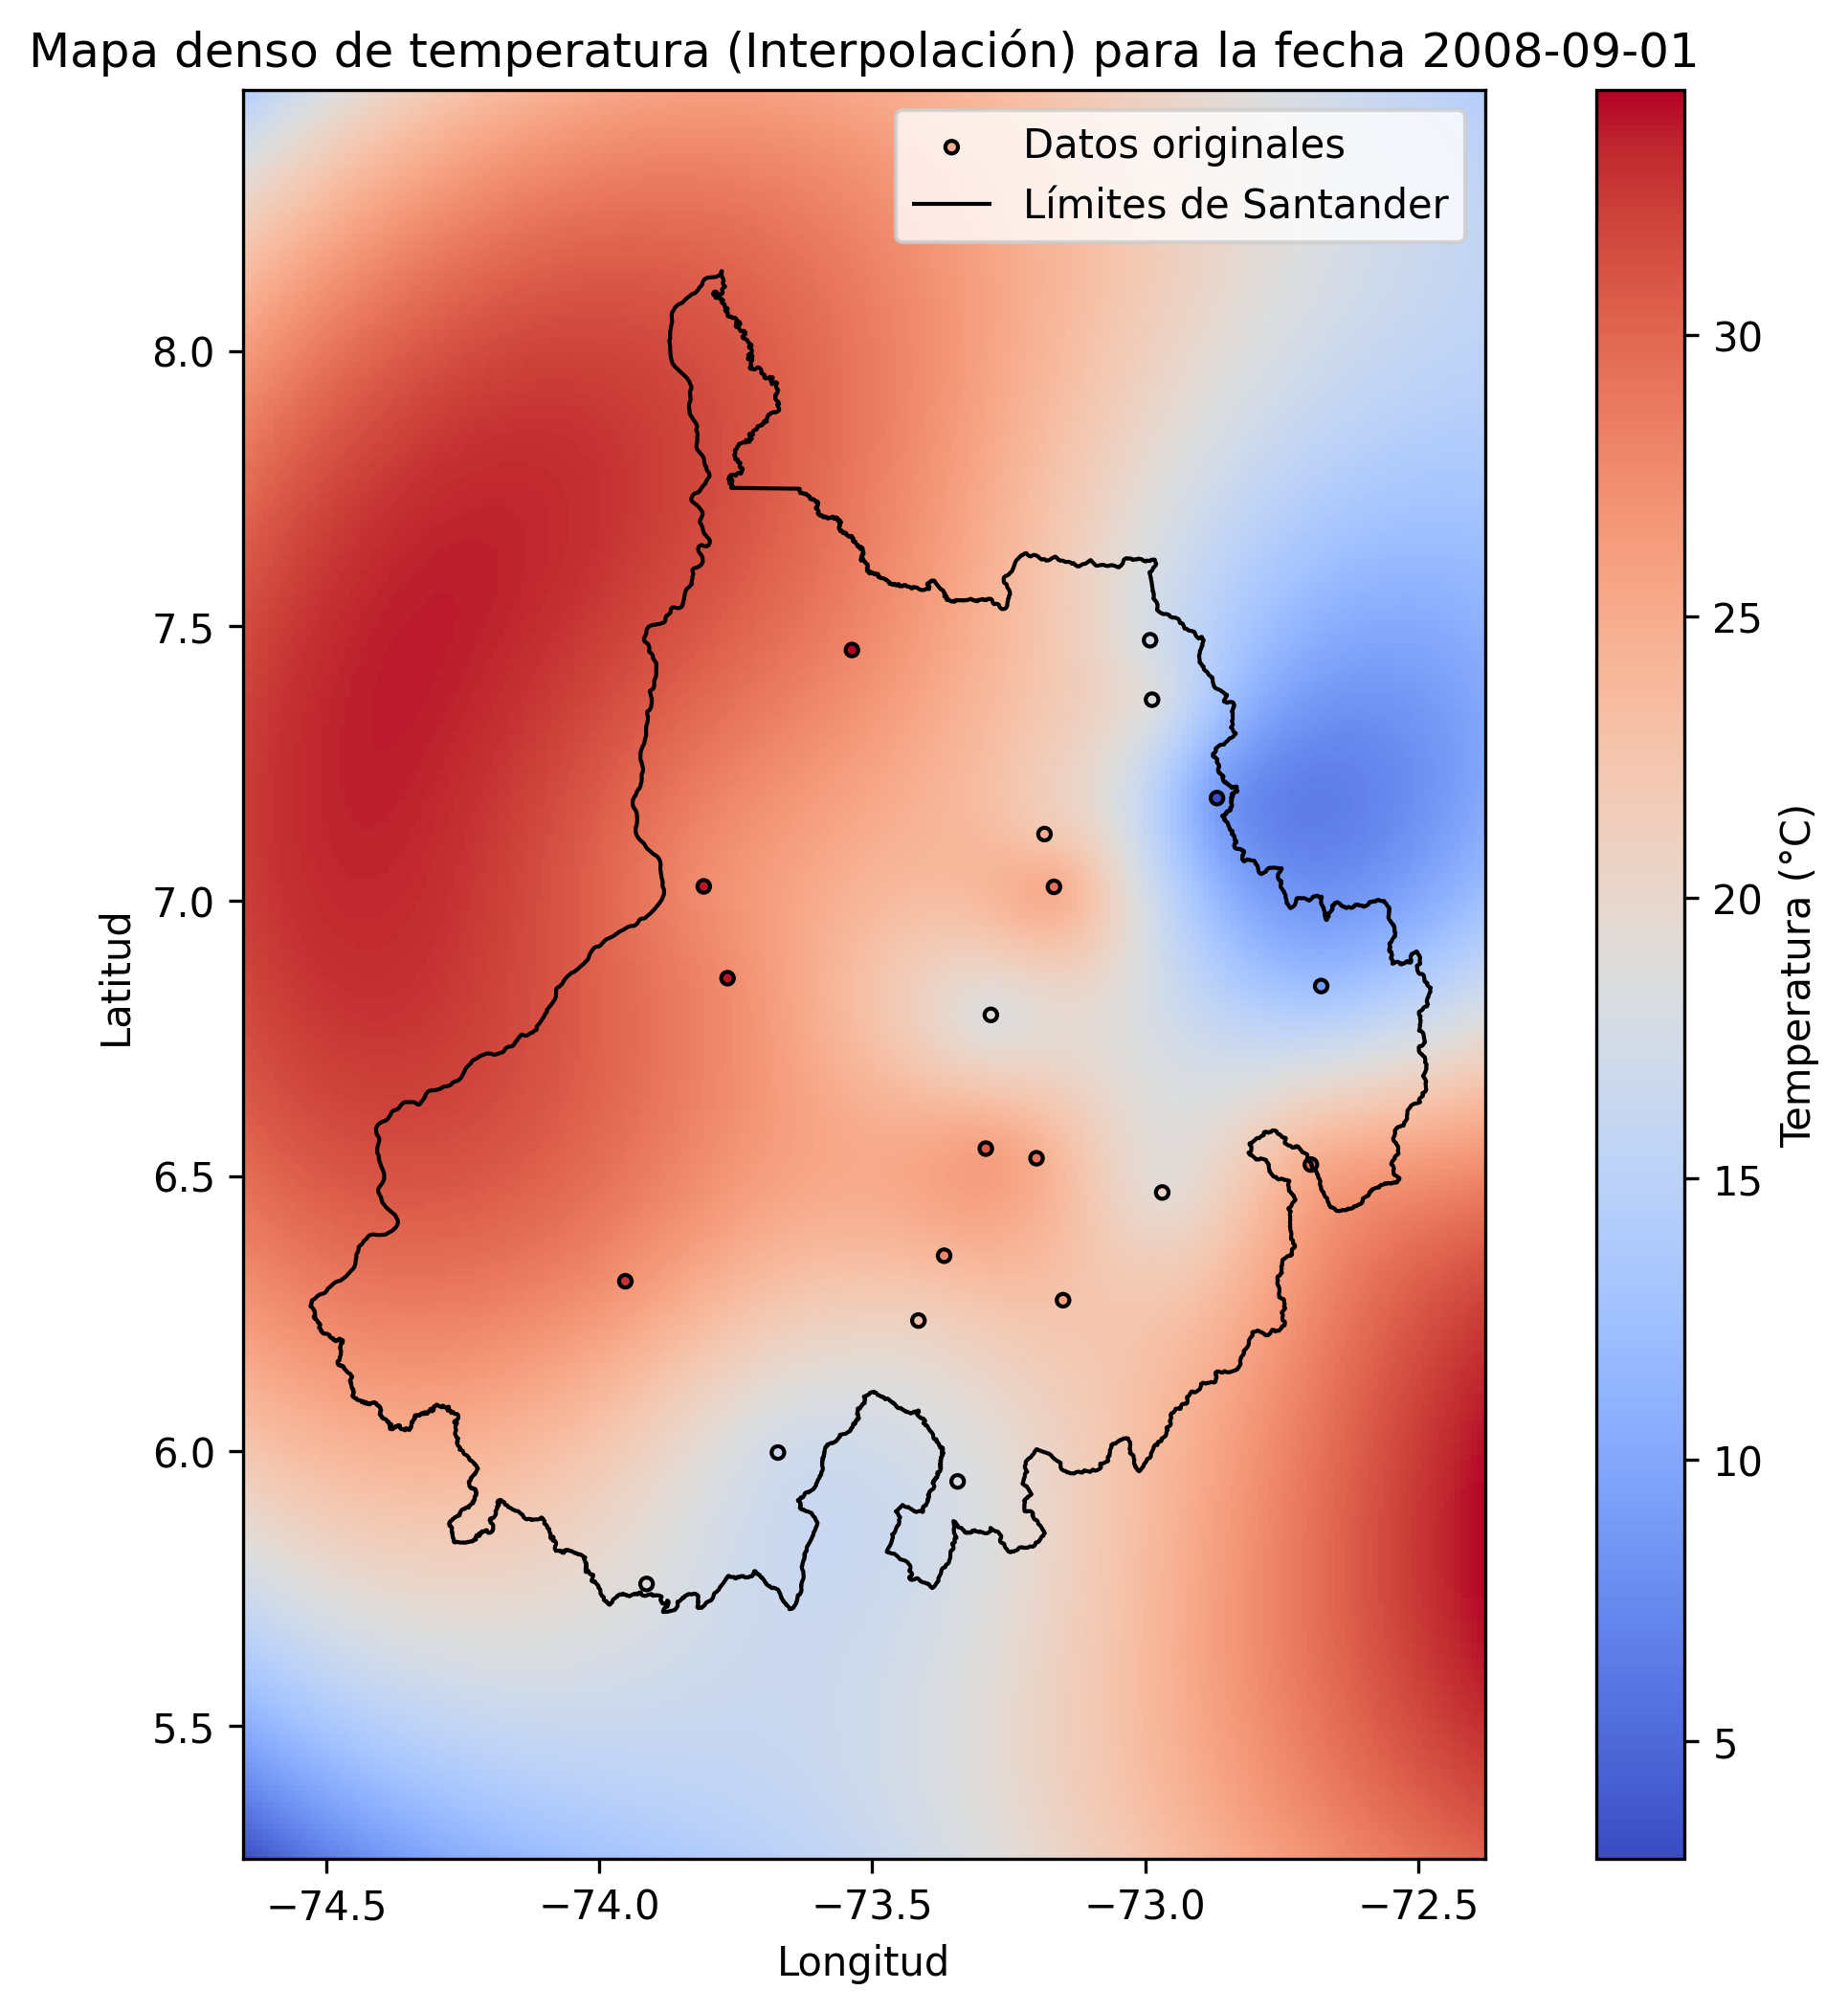 Mapa denso de temperatura (Interpolación) para la fecha 2008-09-01
Datos originales
Límites de Santander
8.0
7.5
7.0
6.5
6.0
5.5
Latitud
−74.5
−74.0
−73.5
−73.0
−72.5
Longitud
30
25
20
15
10
5
Temperatura (°C)